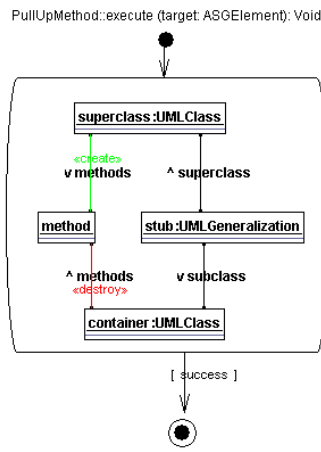 PullUpMethod::execute (target: ASGElement): Void
superclass :UMLClass
«create»
v methods
^ superclass
method
stub :UMLGeneralization
^ methods
v subclass
«destroy»
container :UMLClass
[ success ]